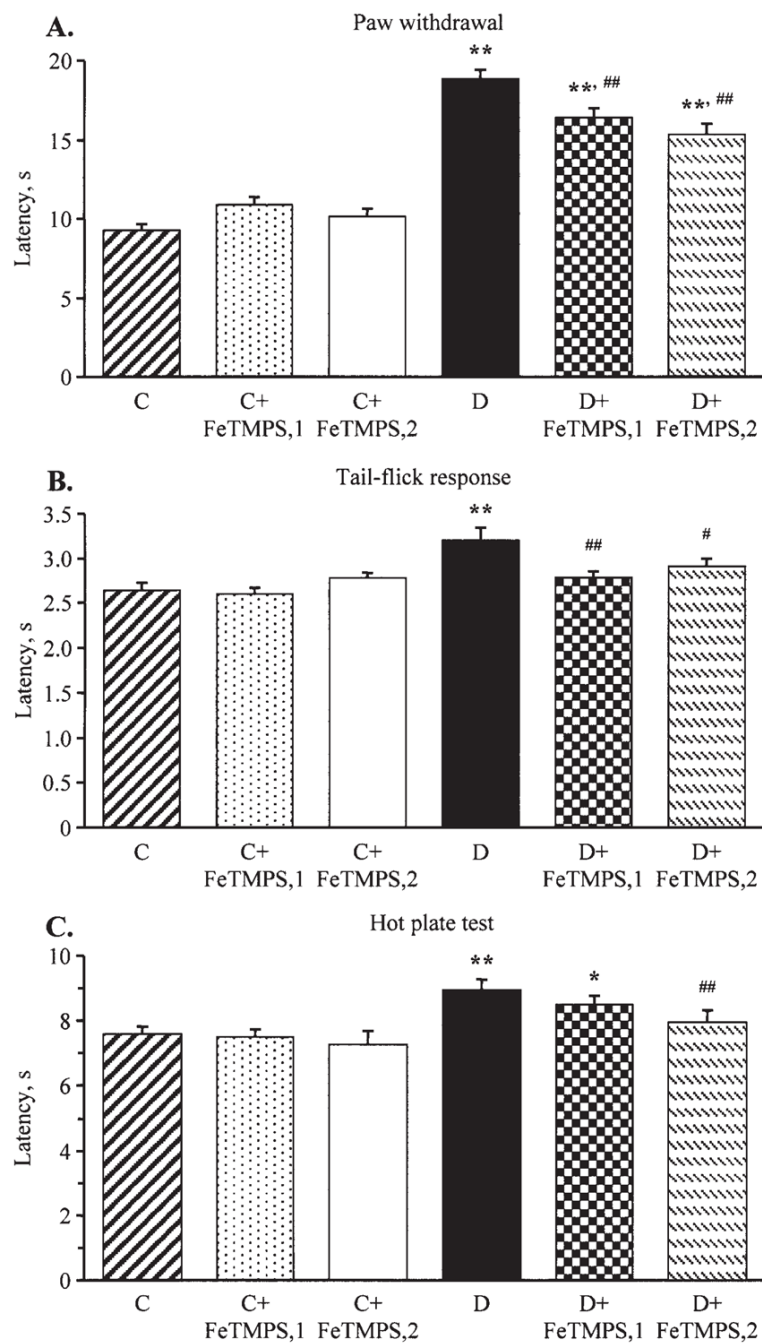 A.
Paw withdrawal
Latency, s
20
15
10
5
0
**
**, ##
**, ##
C C+ C+ D D+ D+
FeTMPS,1 FeTMPS,2 FeTMPS,1 FeTMPS,2
B.
Tail-flick response
Latency, s
3.5
3.0
2.5
2.0
1.5
1.0
0.5
0
**
##
#
C C+ C+ D D+ D+
FeTMPS,1 FeTMPS,2 FeTMPS,1 FeTMPS,2
C.
Hot plate test
Latency, s
10
8
6
4
2
0
**
*
##
C C+ C+ D D+ D+
FeTMPS,1 FeTMPS,2 FeTMPS,1 FeTMPS,2